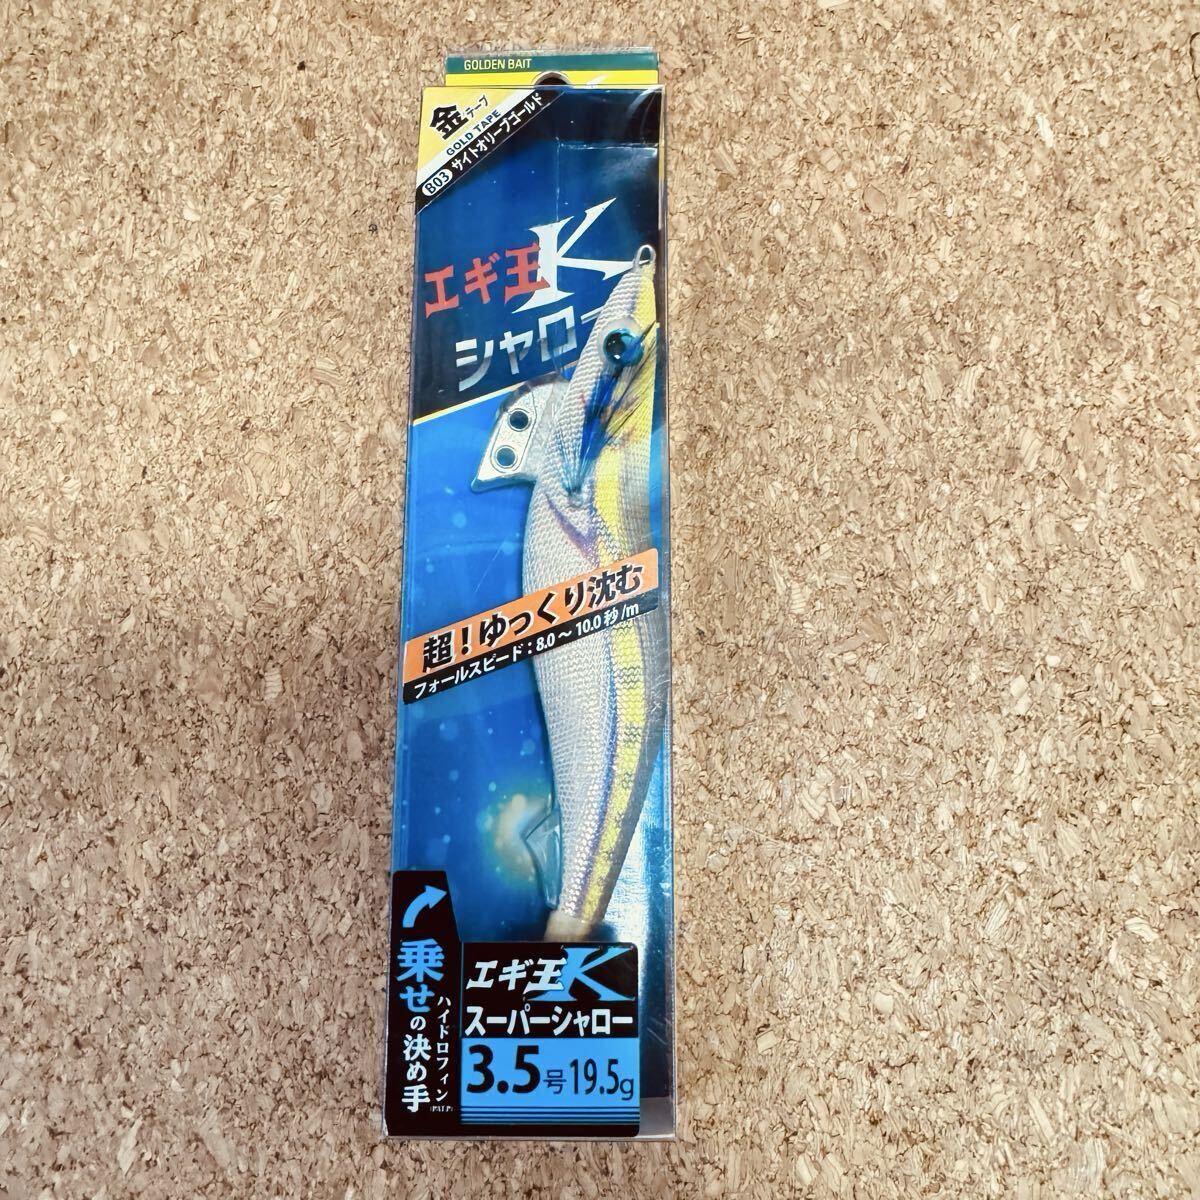 GOLDEN BAIT
金テープ
GOLD TAPE
B03 サイトオリーブゴールド
エギ王K
シャロー
超！ゆっくり沈む
フォールスピード：8.0～10.0秒/m
乗せの決め手
ハイドロフィン
(PAT.P)
エギ王K
スーパーシャロー
3.5号 19.5g